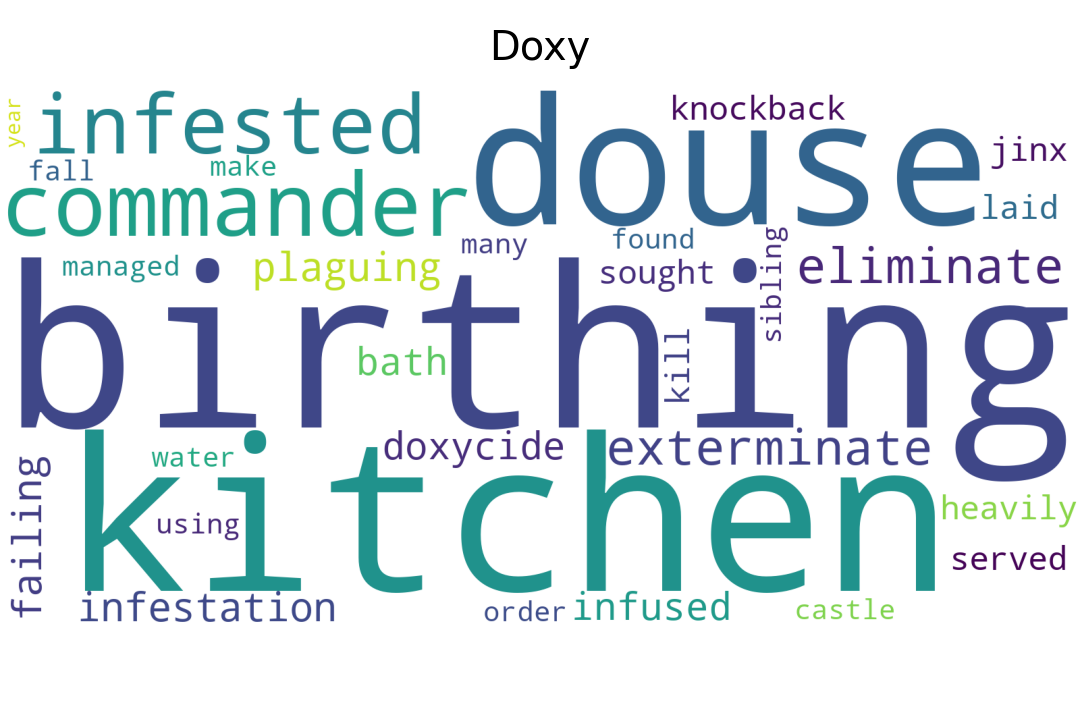 Doxy
year
infested
douse
knockback
jinx
fall
make
commander
laid
managed
plaguing
many
found
sought
sibling
eliminate
birthing
bath
kill
failing
water
doxycide
exterminate
kitchen
using
heavily
served
infestation
order
infused
castle